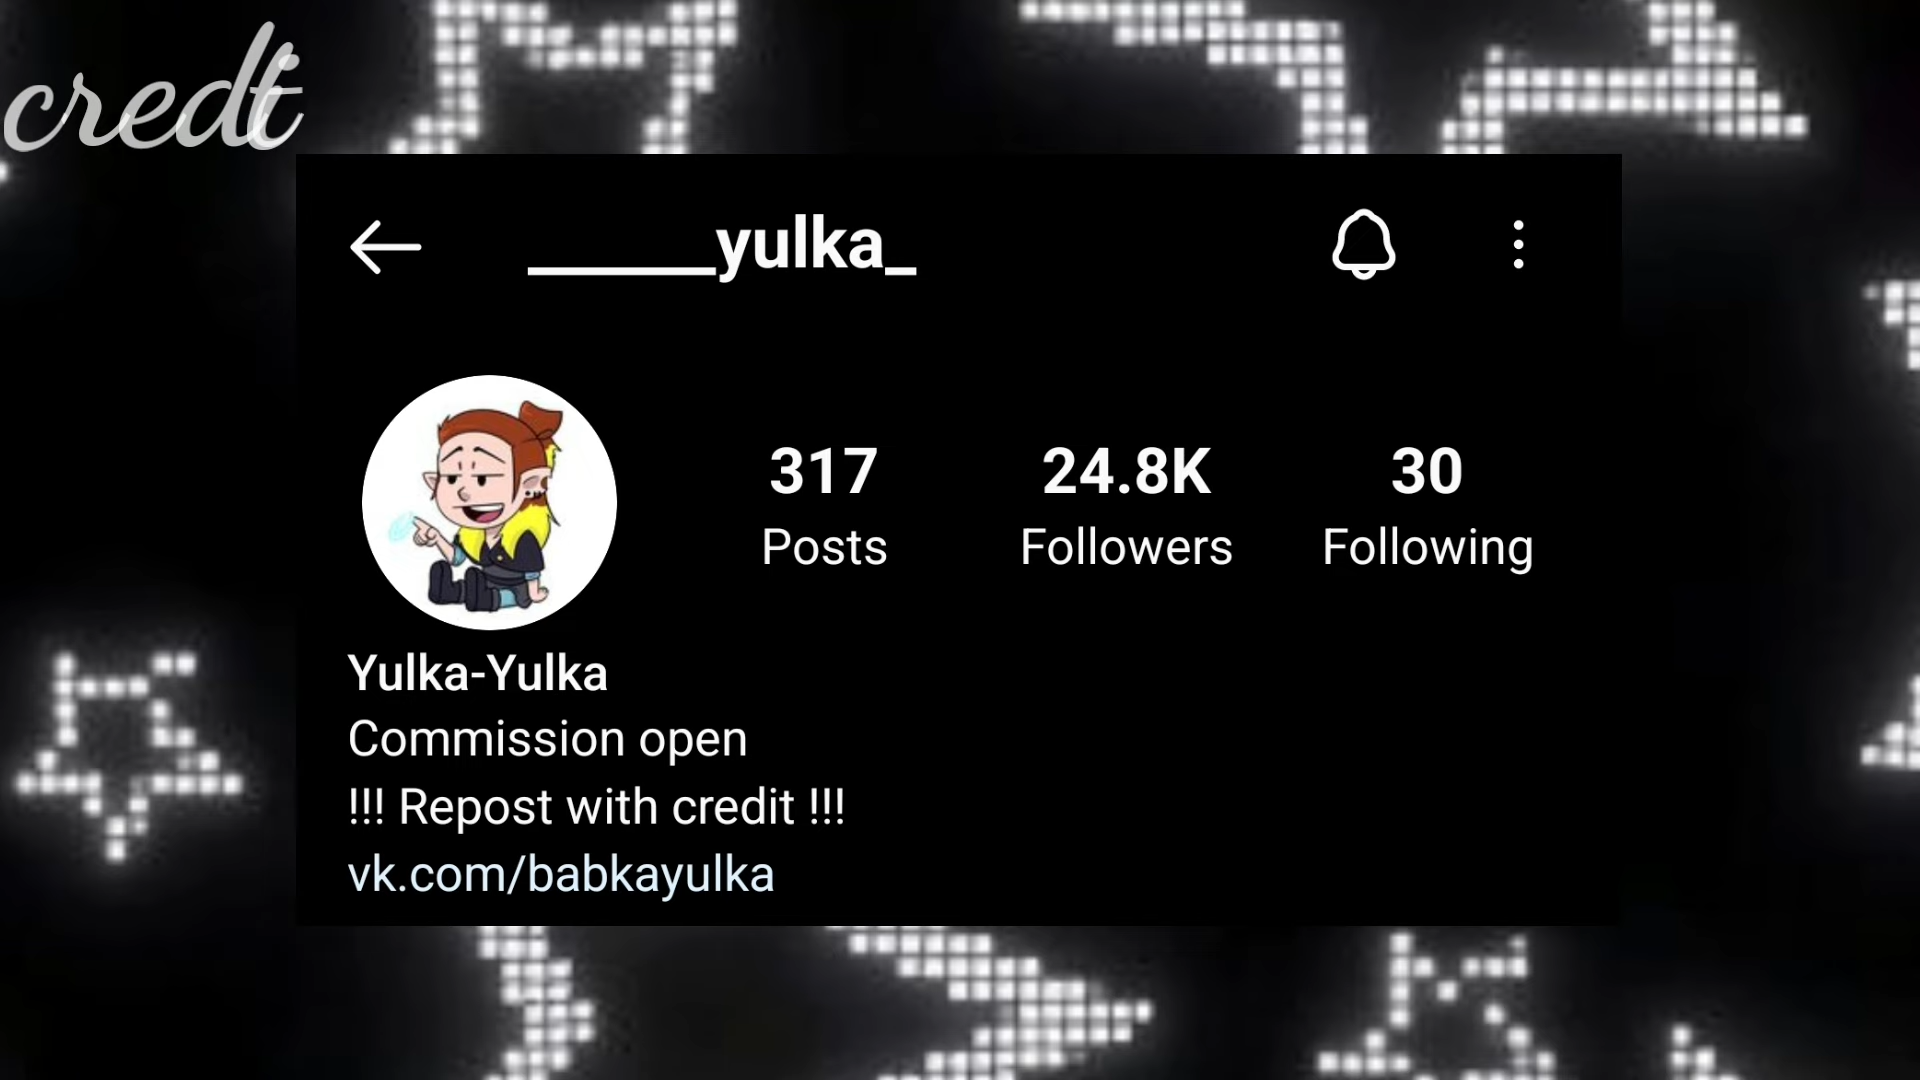 credt
______yulka_
317 24.8K 30
Posts Followers Following
Yulka-Yulka
Commission open
!!! Repost with credit !!!
vk.com/babkayulka